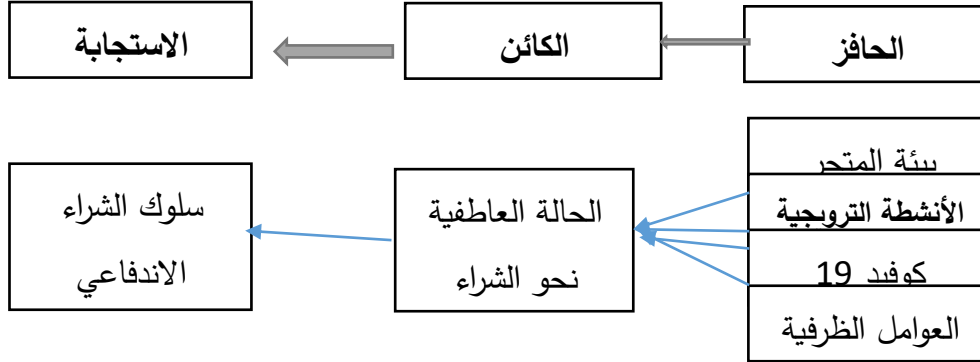 الحافز
الكائن
الاستجابة
بيئة المتجر
الأنشطة الترويجية
كوفيد 19
العوامل الظرفية
الحالة العاطفية
نحو الشراء
سلوك الشراء
الاندفاعي